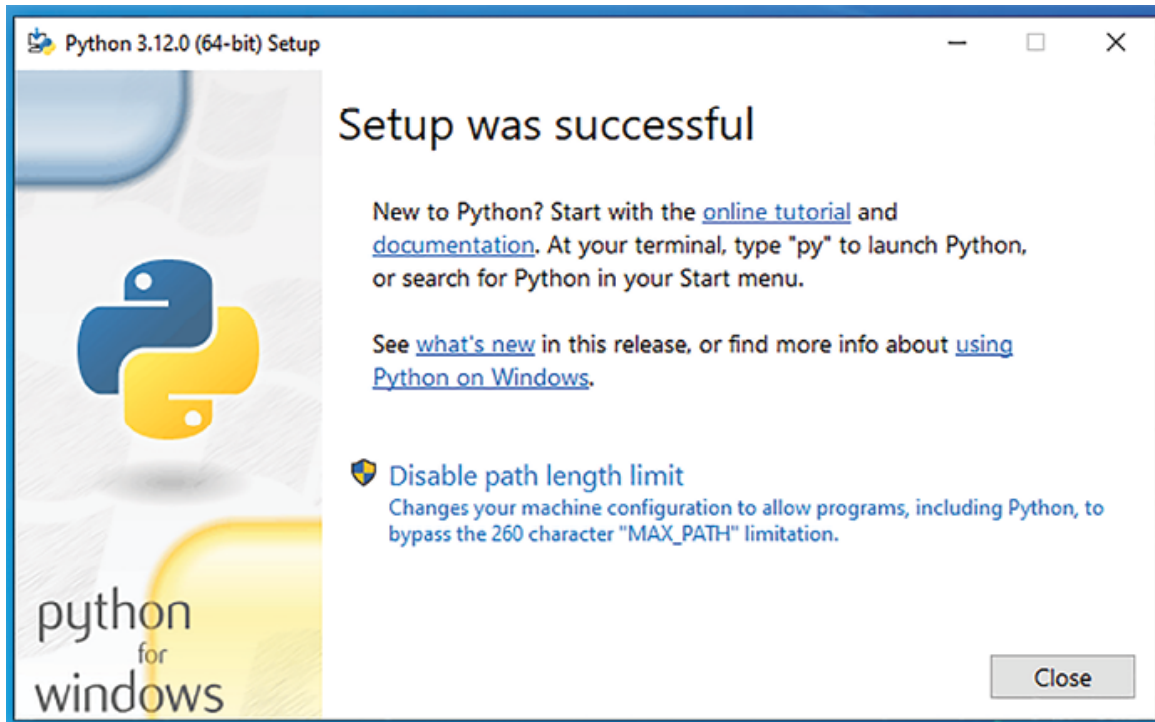 Python 3.12.0 (64-bit) Setup
Setup was successful
New to Python? Start with the online tutorial and
documentation. At your terminal, type "py" to launch Python,
or search for Python in your Start menu.
See what's new in this release, or find more info about using
Python on Windows.
Disable path length limit
Changes your machine configuration to allow programs, including Python, to
bypass the 260 character "MAX_PATH" limitation.
python
for
windows
Close